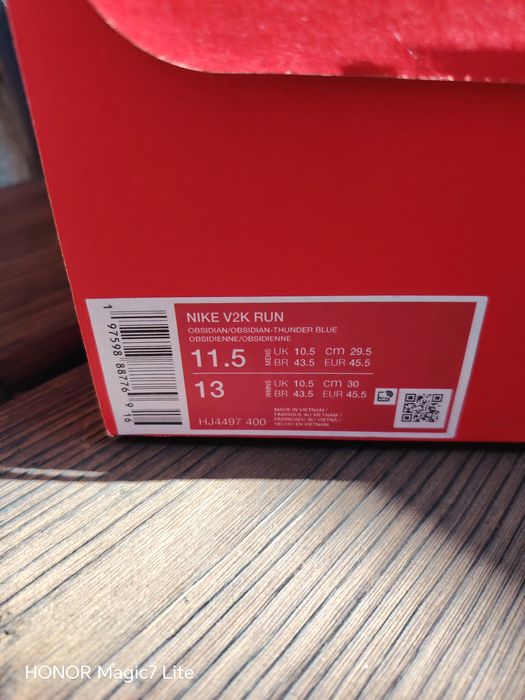 NIKE V2K RUN
OBSIDIAN/OBSIDIAN-THUNDER BLUE
OBSIDIENNE/OBSIDIENNE
11.5 MENS UK 10.5 cm 29.5
BR 43.5 EUR 45.5
13 WMNS UK 10.5 cm 30
BR 43.5 EUR 45.5
HJ4497 400
MADE IN VIETNAM /
FABRIQUÉ AU VIETNAM /
FABRICADO NO VIETNÃ /
HECHO EN VIETNAM
1 97598 88776 9 16
HONOR Magic7 Lite